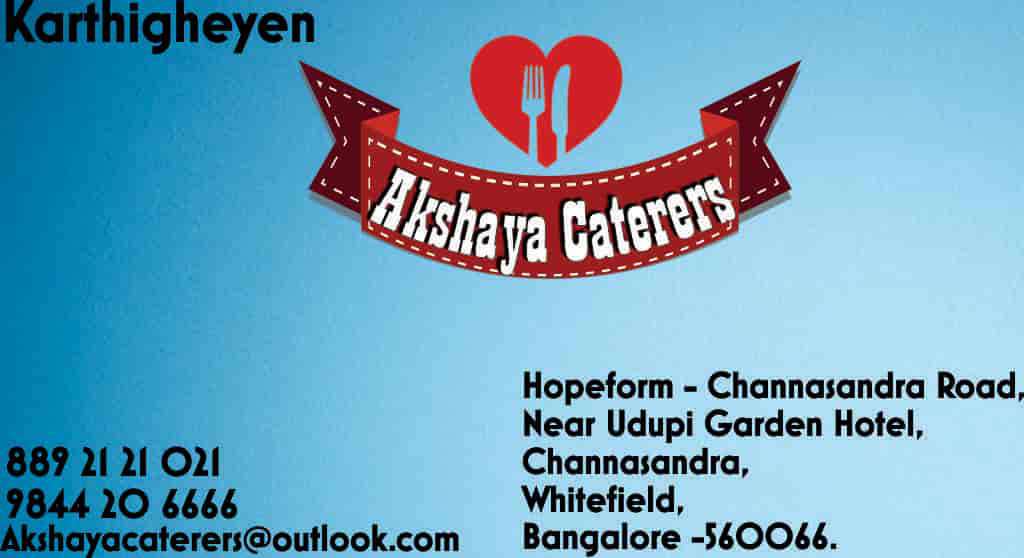 Karthigheyen
Akshaya Caterers
889 21 21 021
9844 20 6666
Akshayacaterers@outlook.com
Hopeform - Channasandra Road,
Near Udupi Garden Hotel,
Channasandra,
Whitefield,
Bangalore -560066.